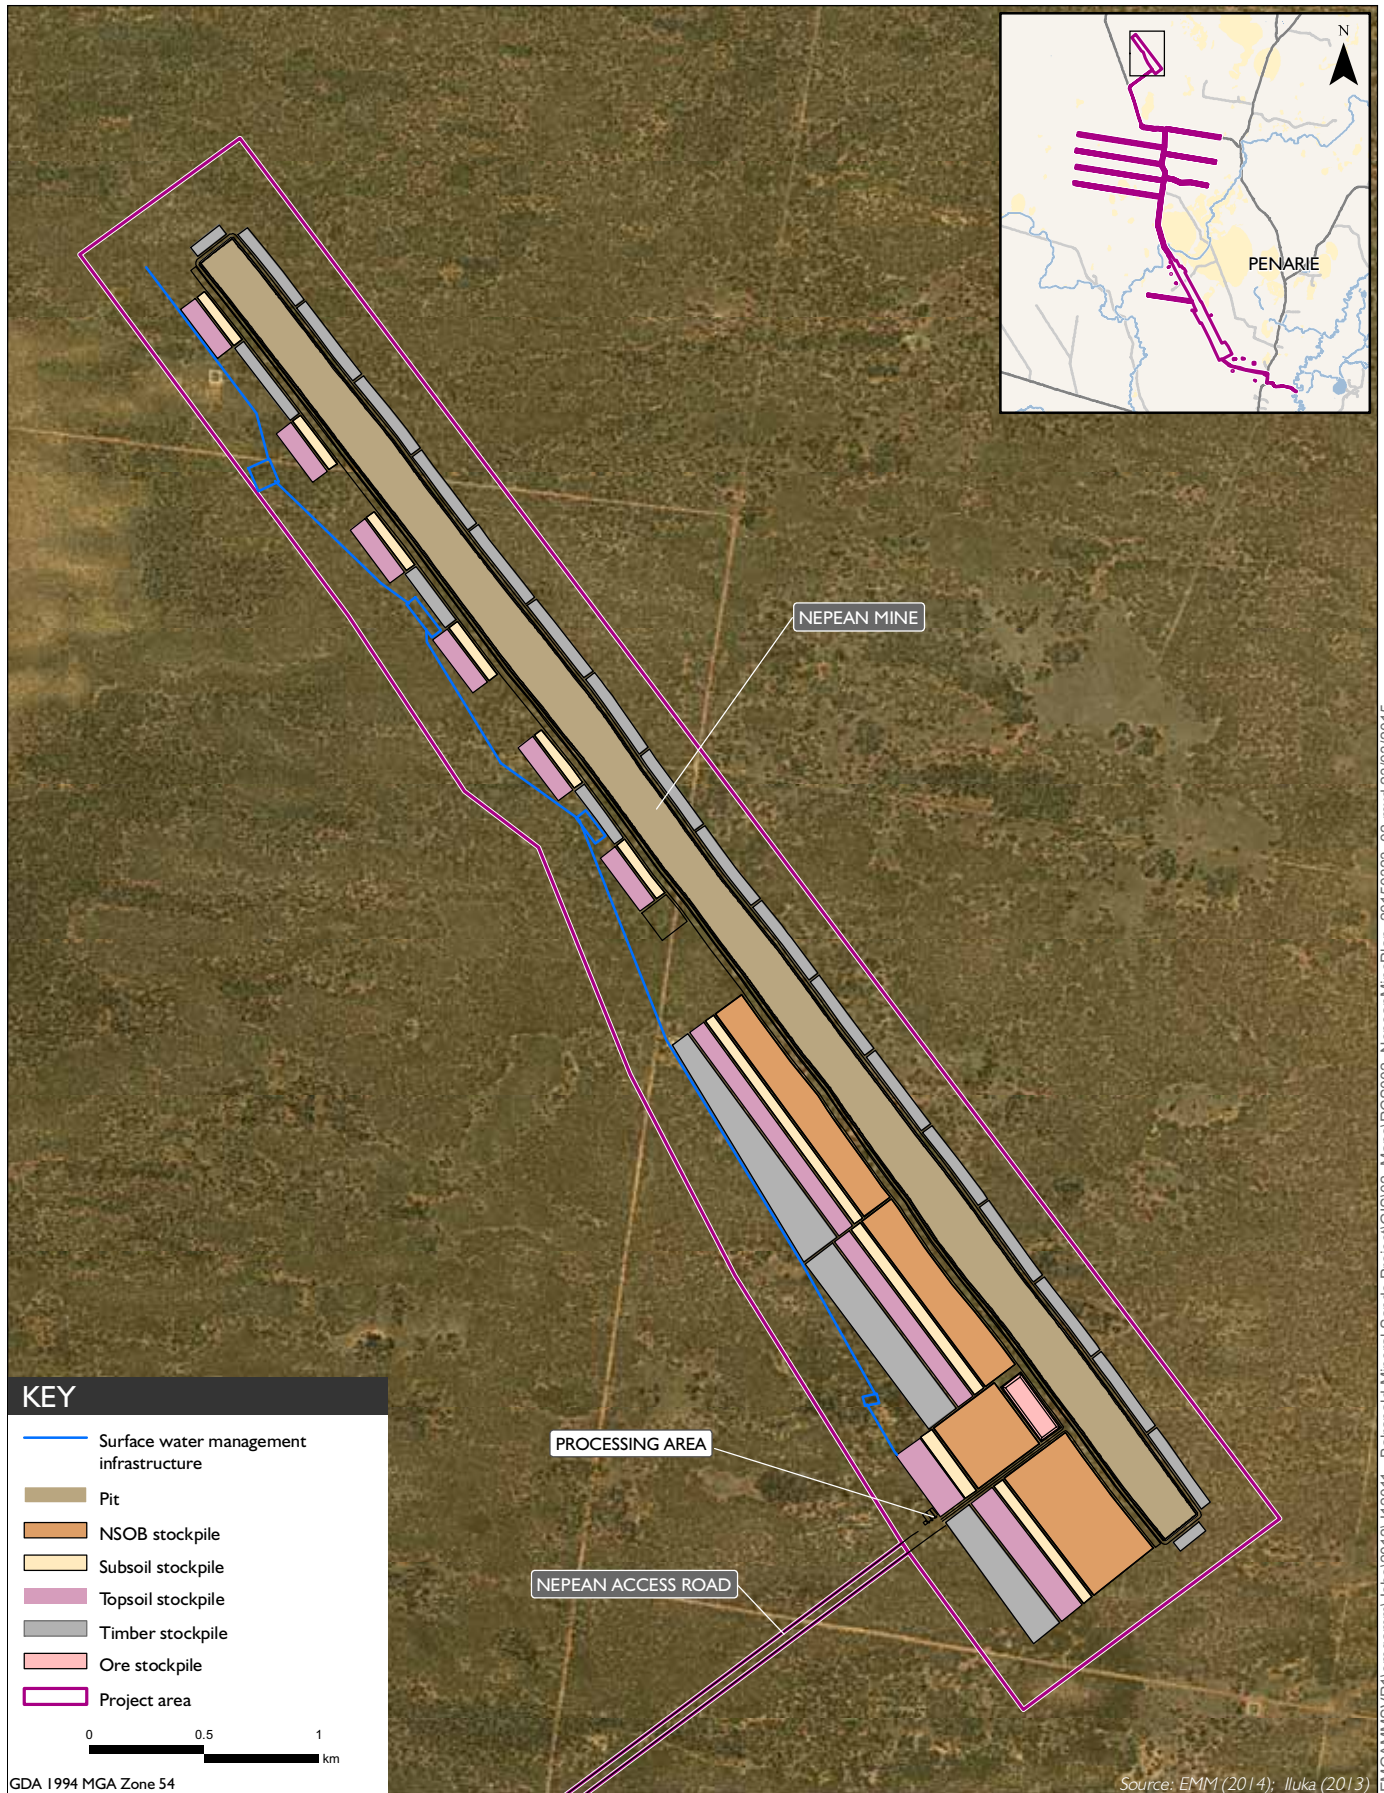 N
PENARIE
NEPEAN MINE
PROCESSING AREA
NEPEAN ACCESS ROAD
KEY
Surface water management
infrastructure
Pit
NSOB stockpile
Subsoil stockpile
Topsoil stockpile
Timber stockpile
Ore stockpile
Project area
0 0.5 1
km
GDA 1994 MGA Zone 54
Source: EMM (2014); Iluka (2013)